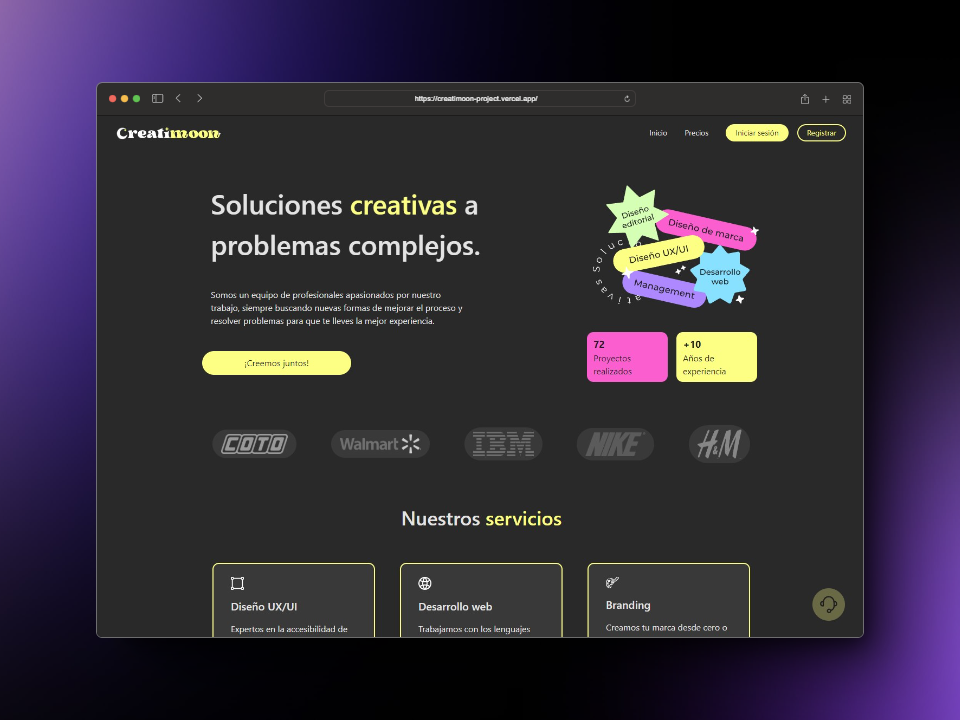 https://creatimoon-project.vercel.app/
Creatimoon
Inicio
Precios
Iniciar sesión
Registrar
Soluciones creativas a
problemas complejos.
Somos un equipo de profesionales apasionados por nuestro
trabajo, siempre buscando nuevas formas de mejorar el proceso y
resolver problemas para que te lleves la mejor experiencia.
¡Creemos juntos!
Diseño
editorial
Diseño de marca
Diseño UX/UI
Desarrollo
web
Management
72
Proyectos
realizados
+10
Años de
experiencia
COTO
Walmart
IBM
NIKE
H&M
Nuestros servicios
Diseño UX/UI
Expertos en la accesibilidad de
Desarrollo web
Trabajamos con los lenguajes
Branding
Creamos tu marca desde cero o